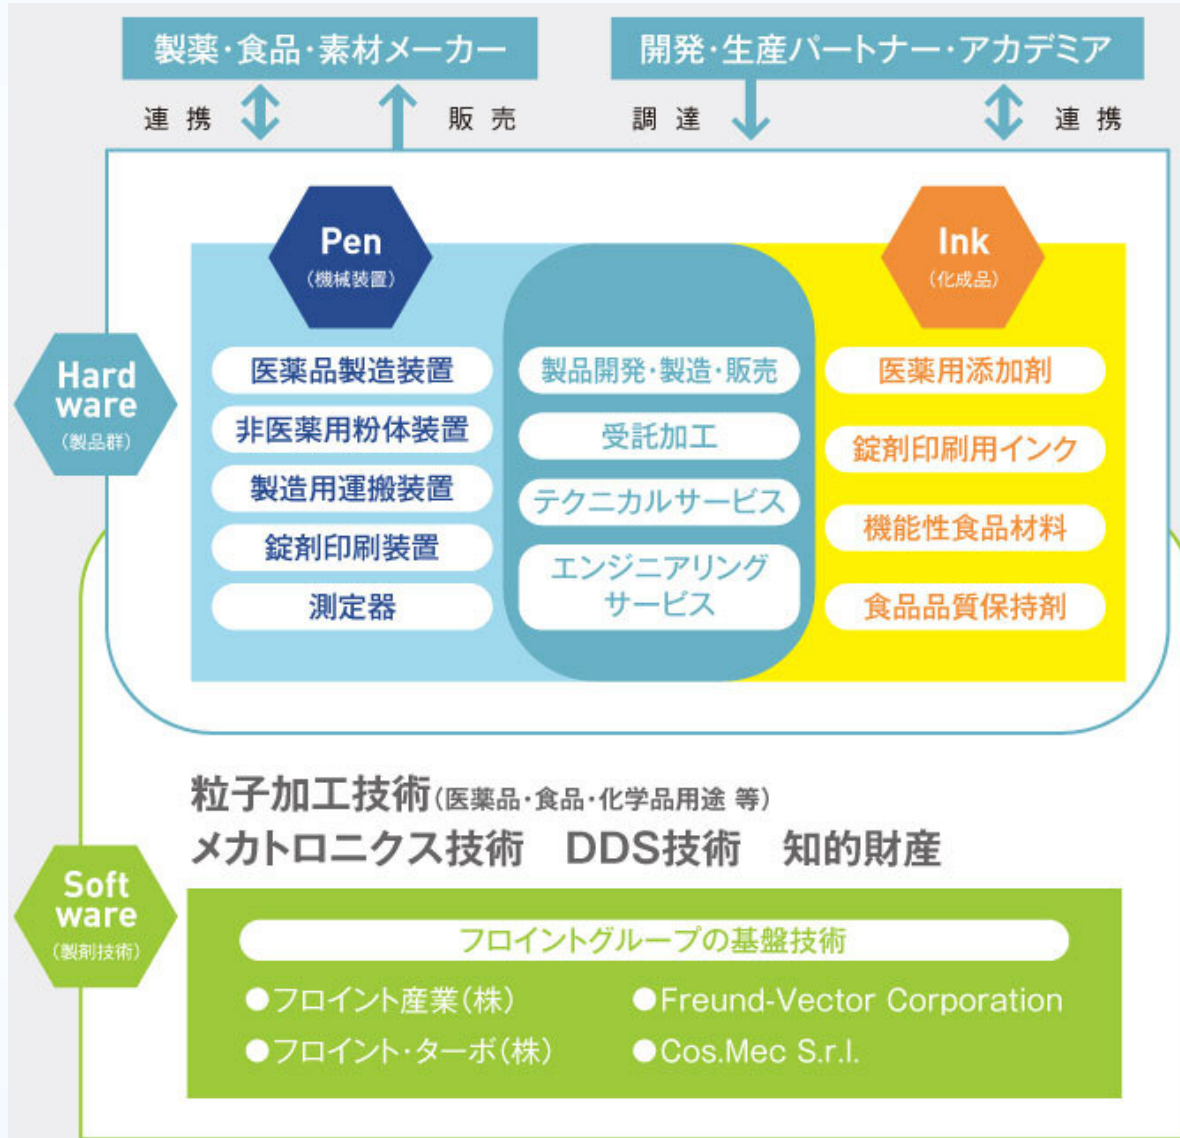 製薬・食品・素材メーカー
開発・生産パートナー・アカデミア
連携
販売
調達
連携
Pen
(機械装置)
Ink
(化成品)
Hard
ware
(製品群)
医薬品製造装置
非医薬用粉体装置
製造用運搬装置
錠剤印刷装置
測定器
製品開発・製造・販売
受託加工
テクニカルサービス
エンジニアリング
サービス
医薬用添加剤
錠剤印刷用インク
機能性食品材料
食品品質保持剤
粒子加工技術(医薬品・食品・化学品用途 等)
メカトロニクス技術 DDS技術 知的財産
Soft
ware
(製剤技術)
フロイントグループの基盤技術
●フロイント産業(株)
●Freund-Vector Corporation
●フロイント・ターボ(株)
●Cos.Mec S.r.l.